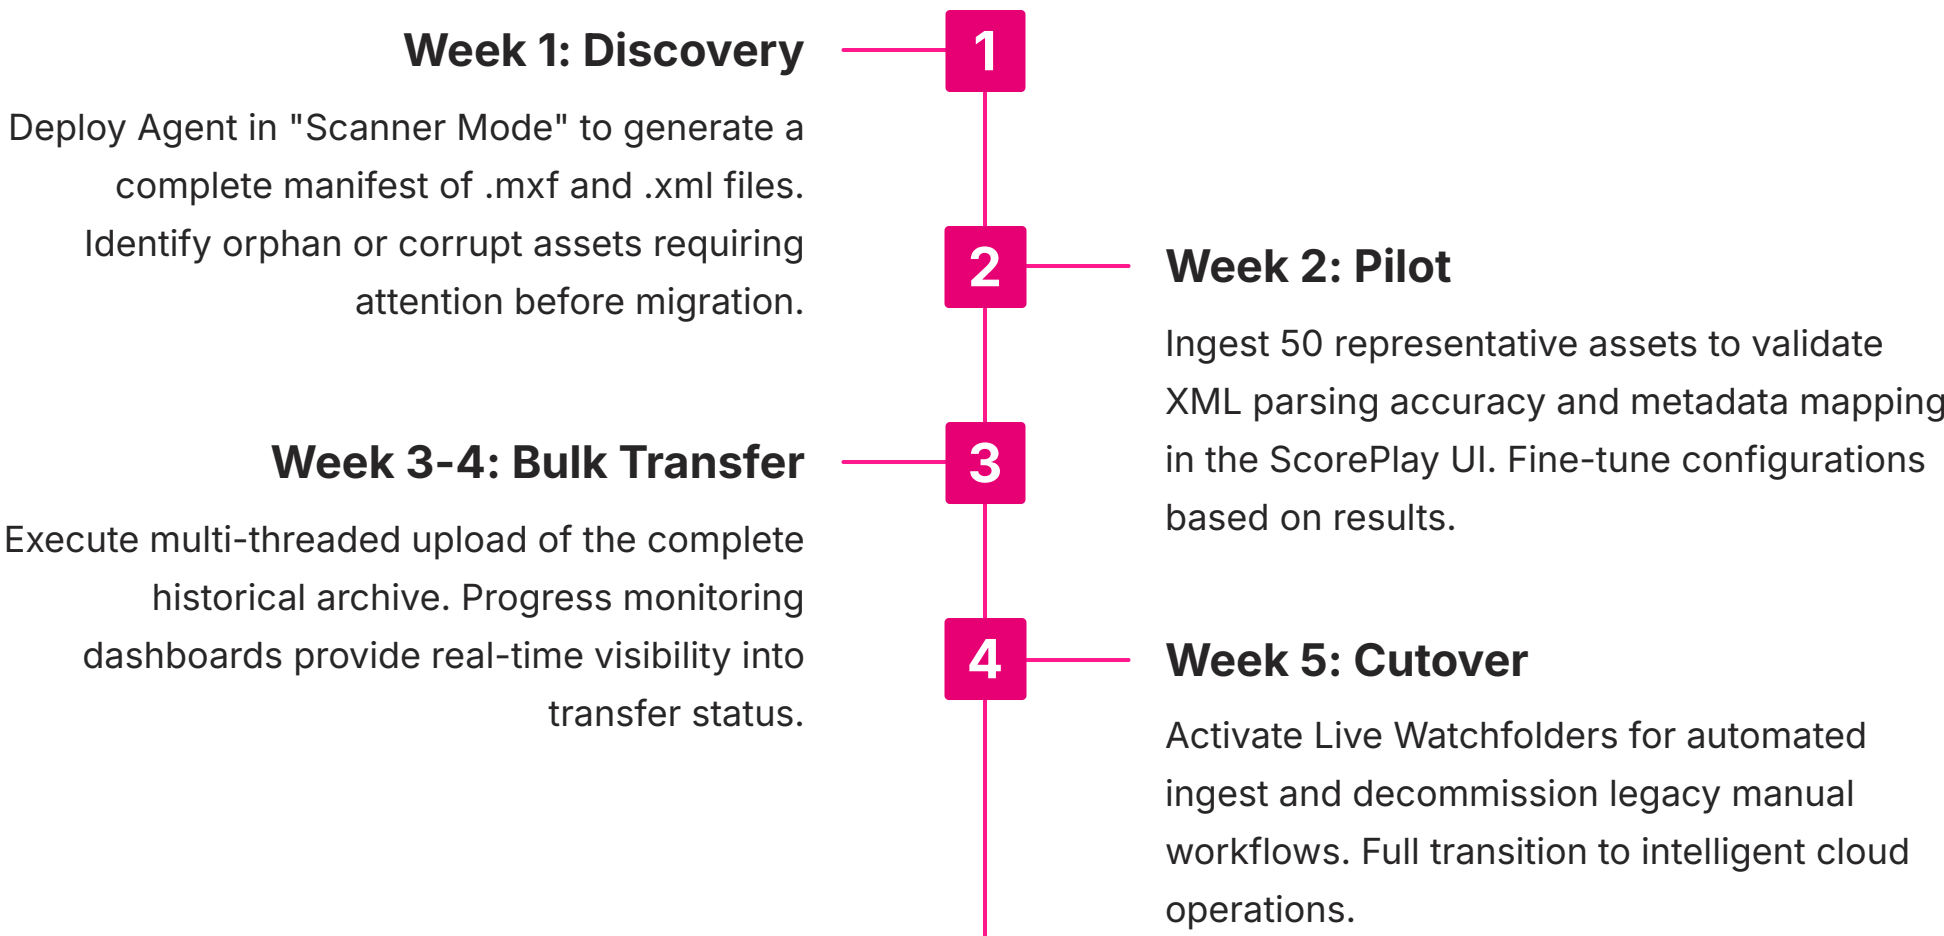 Week 1: Discovery
1
Deploy Agent in "Scanner Mode" to generate a
complete manifest of .mxf and .xml files.
Identify orphan or corrupt assets requiring
attention before migration.
2
Week 2: Pilot
Ingest 50 representative assets to validate
XML parsing accuracy and metadata mapping
in the ScorePlay UI. Fine-tune configurations
based on results.
Week 3-4: Bulk Transfer
3
Execute multi-threaded upload of the complete
historical archive. Progress monitoring
dashboards provide real-time visibility into
transfer status.
4
Week 5: Cutover
Activate Live Watchfolders for automated
ingest and decommission legacy manual
workflows. Full transition to intelligent cloud
operations.